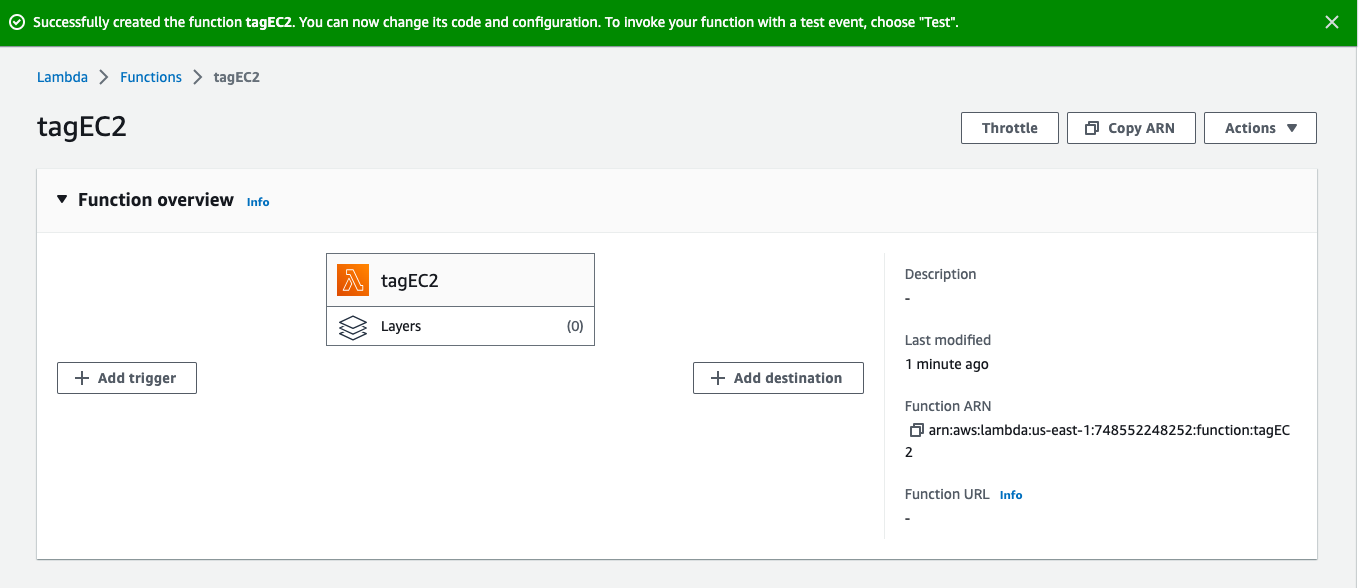 Successfully created the function tagEC2. You can now change its code and configuration. To invoke your function with a test event, choose "Test".
Lambda > Functions > tagEC2
tagEC2
Throttle
Copy ARN
Actions
Function overview Info
tagEC2
Layers (0)
Add trigger
Add destination
Description
-
Last modified
1 minute ago
Function ARN
arn:aws:lambda:us-east-1:748552248252:function:tagEC
2
Function URL Info
-